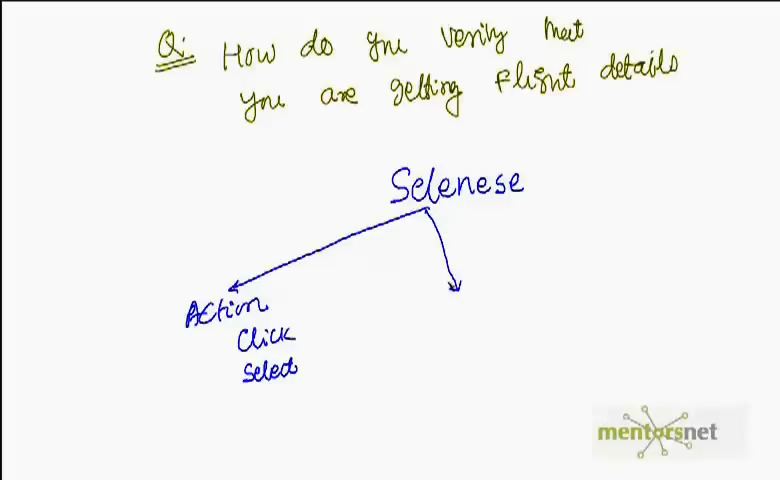 Q: How do you verify that
you are getting flight details
Selenese
Action
Click
Select
mentorsnet